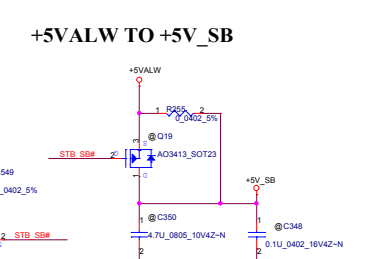 +5VALW TO +5V_SB
+5VALW
1 R255 2
0_0402_5%
@Q19
3
S
STB_SB# 2 G
AO3413_SOT23
D
1
549
_0402_5%
+5V_SB
1 @C350
4.7U_0805_10V4Z~N
2
1 @C348
0.1U_0402_16V4Z~N
2
2 STB_SB#